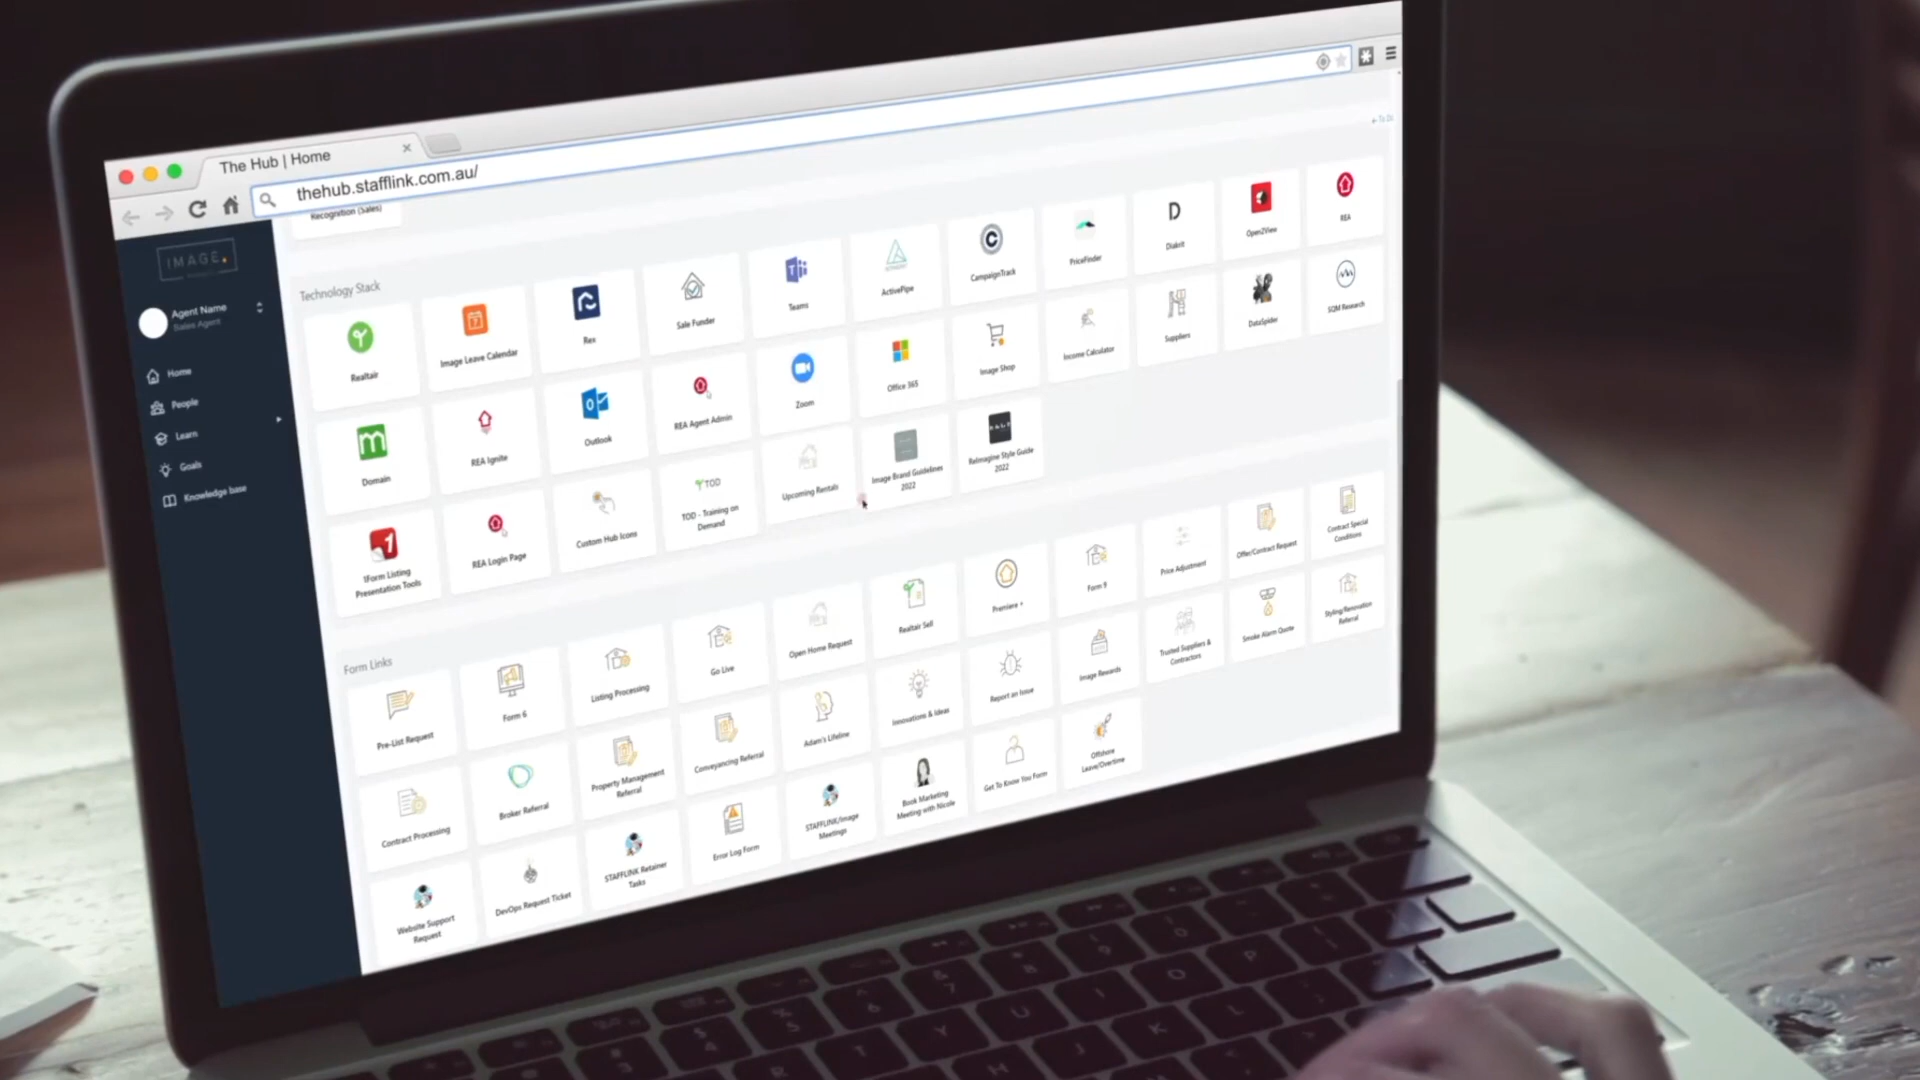 The Hub | Home
thehub.stafflink.com.au/
Recognition (Sales)
IMAGE.
Agent Name
Sales Agent
Home
People
Learn
Goals
Knowledge base
Technology Stack
Realtair
Image Leave Calendar
Rex
Sale Funder
Teams
ActivePipe
CampaignTrack
PriceFinder
D
Diakrit
Open2View
REA
Domain
REA Ignite
Outlook
REA Agent Admin
Zoom
Office 365
Image Shop
Income Calculator
Suppliers
DataSpider
SQM Research
1Form Listing
Presentation Tools
REA Login Page
Custom Hub Icons
TOD
TOD - Training on
Demand
Upcoming Rentals
Image Brand Guidelines
2022
ReImagine Style Guide
2022
Form Links
Pre-List Request
Form 6
Listing Processing
Go Live
Open Home Request
Realtair Sell
Premiere +
Form 9
Price Adjustment
Offer/Contract Request
Contract Special
Conditions
Contract Processing
Broker Referral
Property Management
Referral
Conveyancing Referral
Adam's Lifeline
Innovations & Ideas
Report an Issue
Image Rewards
Trusted Suppliers &
Contractors
Smoke Alarm Quote
Styling/Renovation
Referral
Website Support
Request
DevOps Request Ticket
STAFFLINK Retainer
Tasks
Error Log Form
STAFFLINK/Image
Meetings
Book Marketing
Meeting with Nicole
Get To Know You Form
Offshore
Leave/Overtime